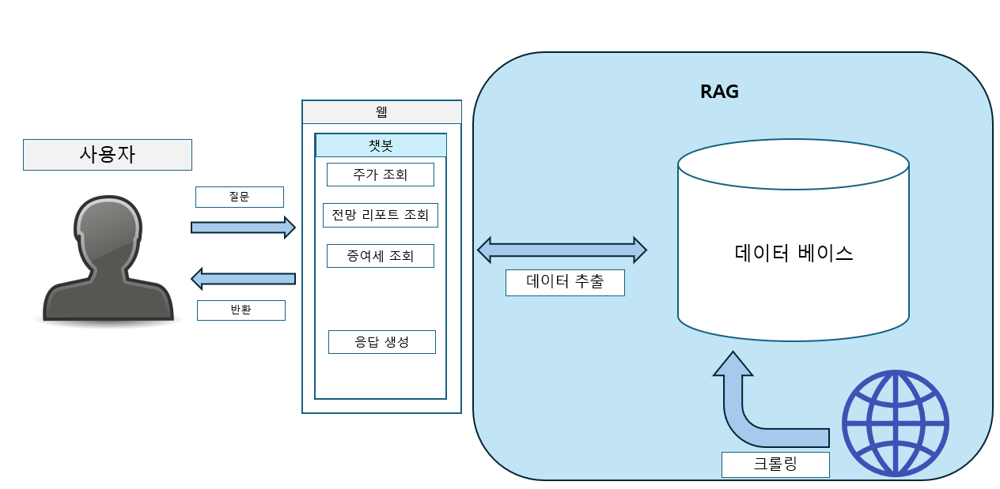 RAG
웹
사용자
챗봇
주가 조회
질문
전망 리포트 조회
증여세 조회
데이터 베이스
데이터 추출
반환
응답 생성
크롤링